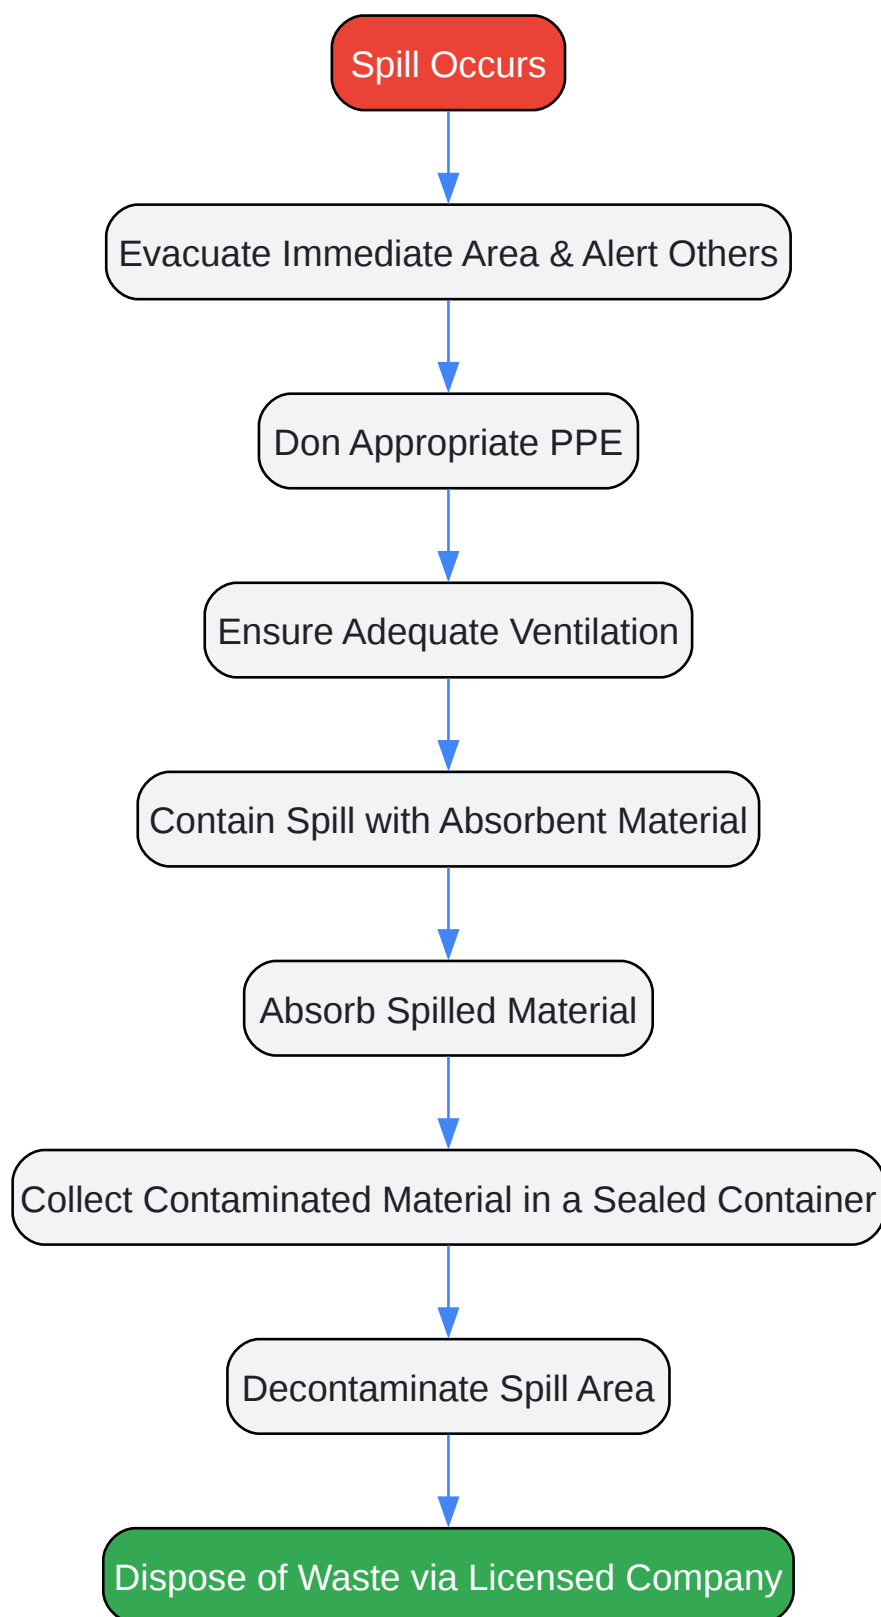 Spill Occurs
Evacuate Immediate Area & Alert Others
Don Appropriate PPE
Ensure Adequate Ventilation
Contain Spill with Absorbent Material
Absorb Spilled Material
Collect Contaminated Material in a Sealed Container
Decontaminate Spill Area
Dispose of Waste via Licensed Company